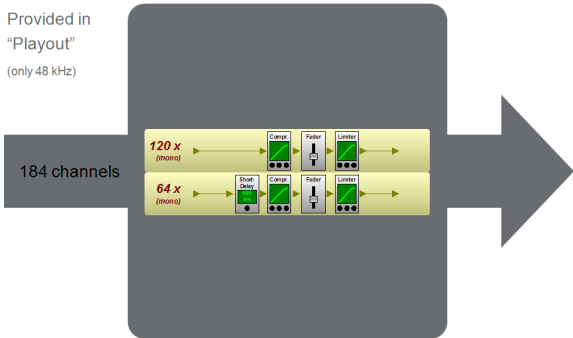 Provided in
“Playout”
(only 48 kHz)
184 channels
120 x
(mono)
Compr.
Fader
Limiter
64 x
(mono)
Short-
Delay
Compr.
Fader
Limiter